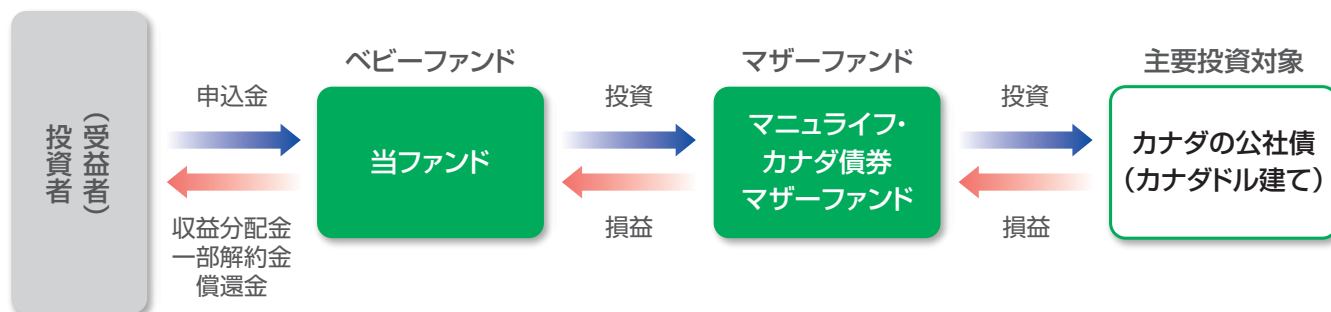 投資者
（受益者）
申込金
収益分配金
一部解約金
償還金
ベビーファンド
当ファンド
投資
損益
マザーファンド
マニュライフ・
カナダ債券
マザーファンド
投資
損益
主要投資対象
カナダの公社債
（カナダドル建て）